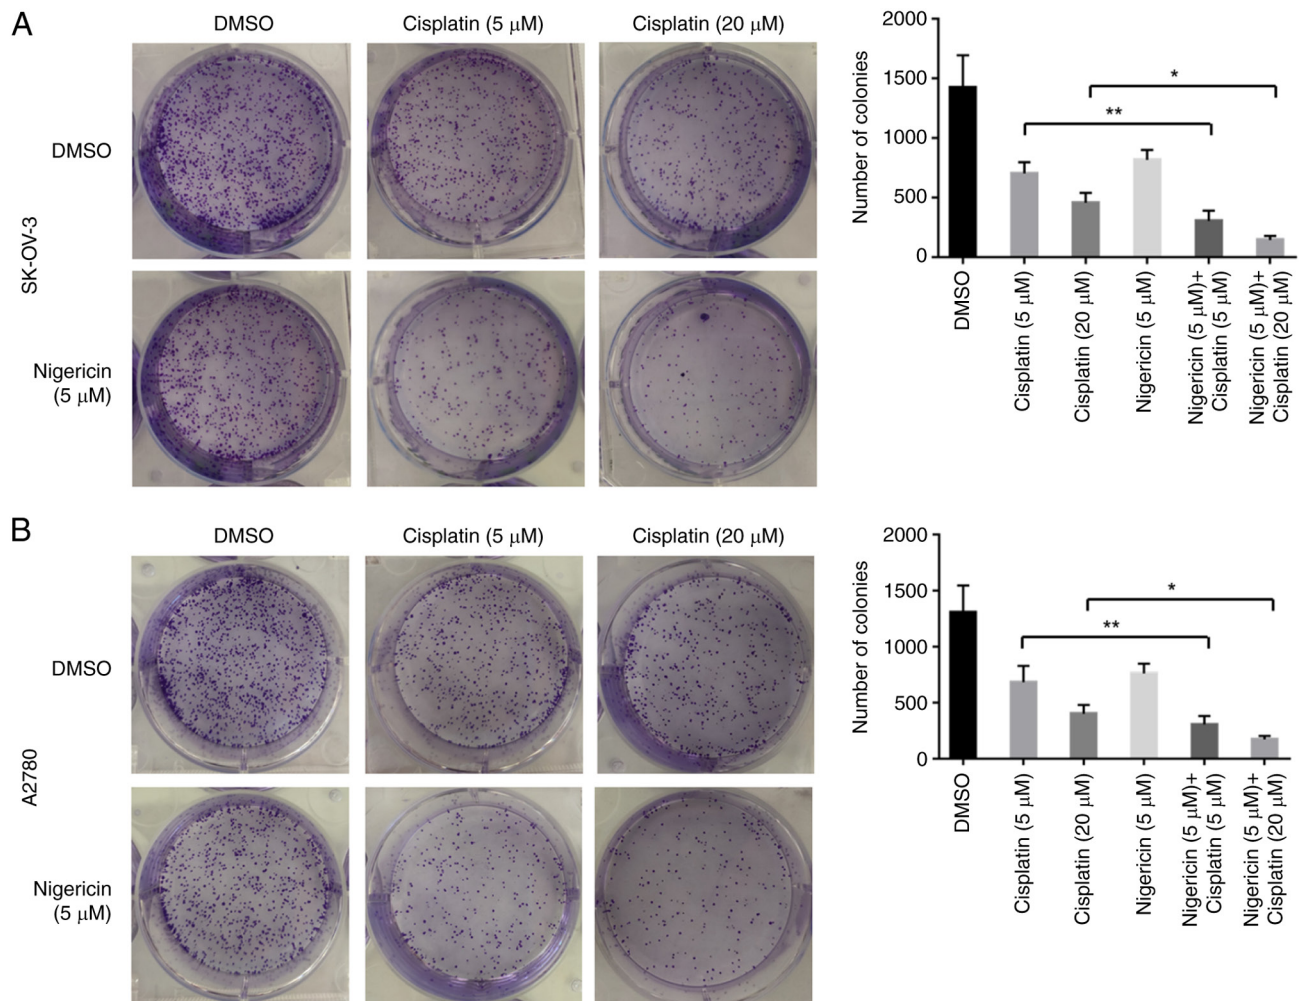 A
DMSO
Cisplatin (5 µM)
Cisplatin (20 µM)
DMSO
SK-OV-3
Nigericin
(5 µM)
Number of colonies
2000
1500
1000
500
0
*
**
DMSO
Cisplatin (5 µM)
Cisplatin (20 µM)
Nigericin (5 µM)
Nigericin (5 µM)+
Cisplatin (5 µM)
Nigericin (5 µM)+
Cisplatin (20 µM)
B
DMSO
Cisplatin (5 µM)
Cisplatin (20 µM)
DMSO
A2780
Nigericin
(5 µM)
Number of colonies
2000
1500
1000
500
0
*
**
DMSO
Cisplatin (5 µM)
Cisplatin (20 µM)
Nigericin (5 µM)
Nigericin (5 µM)+
Cisplatin (5 µM)
Nigericin (5 µM)+
Cisplatin (20 µM)